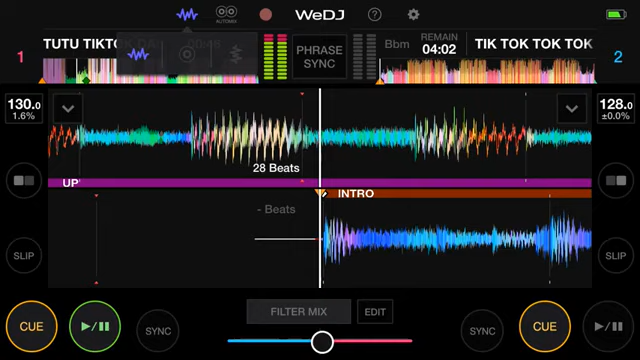 AUTOMIX
WeDJ
?
1
TUTU TIKTO
PHRASE
SYNC
Bbm
REMAIN
04:02
TIK TOK TOK TOK
2
130.0
1.6%
128.0
±0.0%
28 Beats
UP
INTRO
- Beats
SLIP
SLIP
FILTER MIX
EDIT
CUE
SYNC
SYNC
CUE